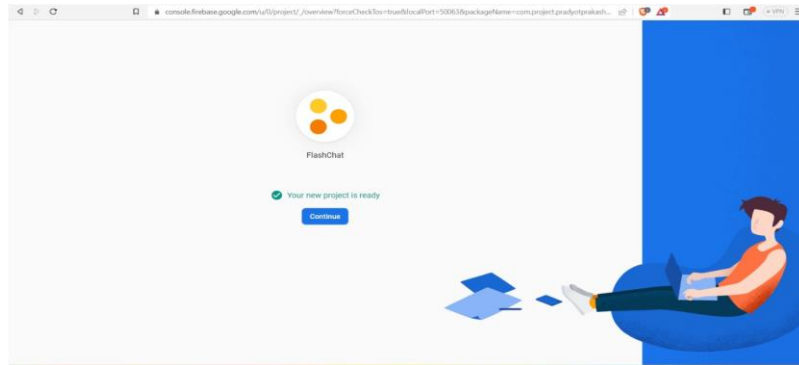 console.firebase.google.com/u/0/project/_/overview?forceCheckTos=true&localPort=50063&packageName=com.project.pradyotprakash...
VPN
FlashChat
Your new project is ready
Continue